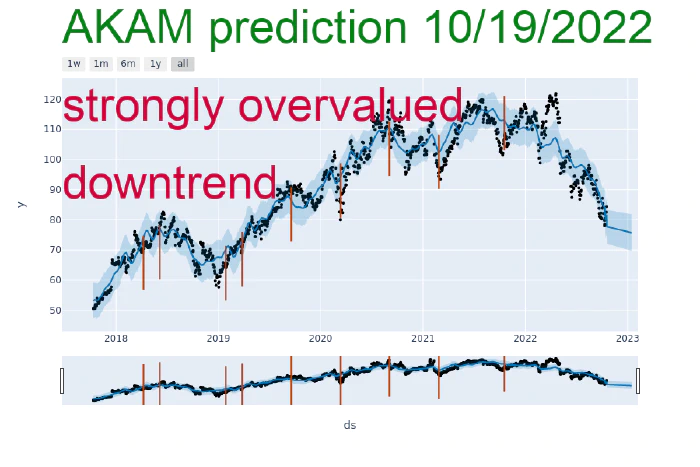 AKAM prediction 10/19/2022
1w 1m 6m 1y all
strongly overvalued
downtrend
120
110
100
90
80
70
60
50
y
2018 2019 2020 2021 2022 2023
ds